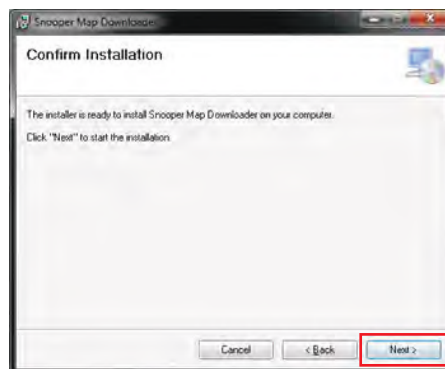 Snooper Map Downloader
Confirm Installation
The installer is ready to install Snooper Map Downloader on your computer.
Click "Next" to start the installation.
Cancel
< Back
Next >